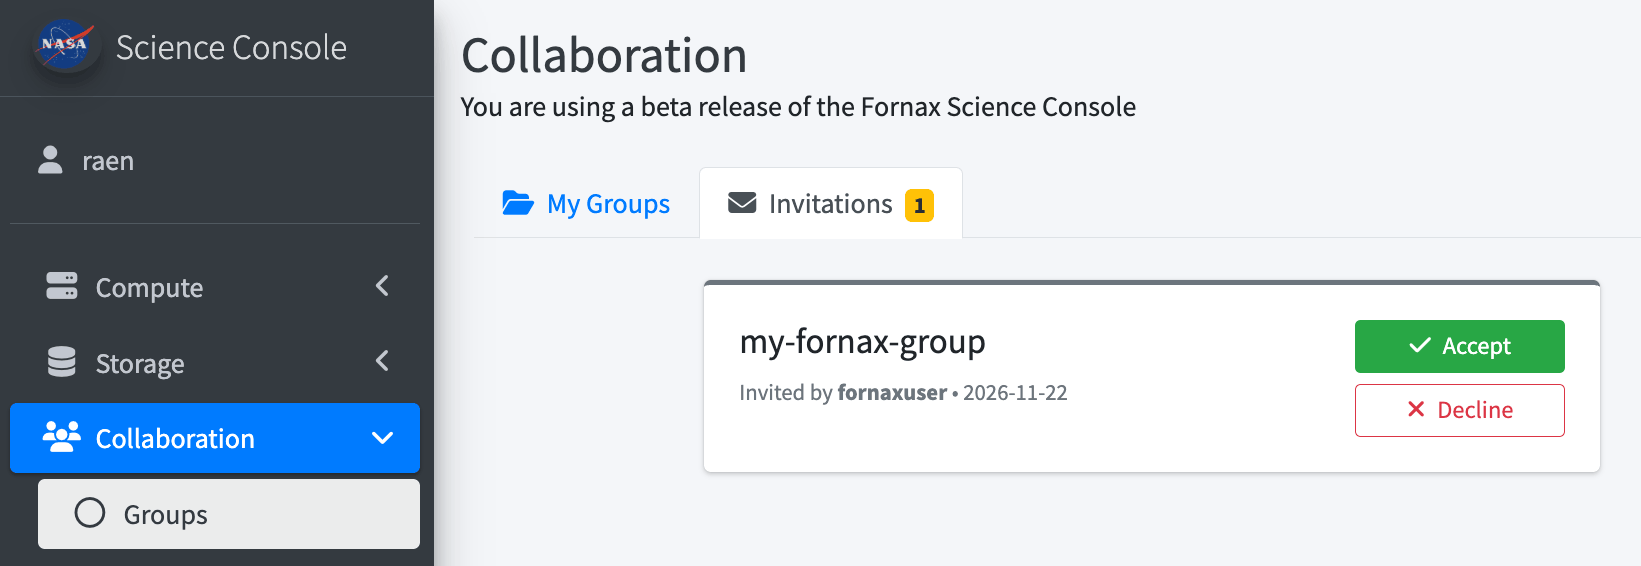 NASA
Science Console
raen
Compute
Storage
Collaboration
Groups
Collaboration
You are using a beta release of the Fornax Science Console
My Groups
Invitations 1
my-fornax-group
Invited by fornaxuser • 2026-11-22
Accept
Decline